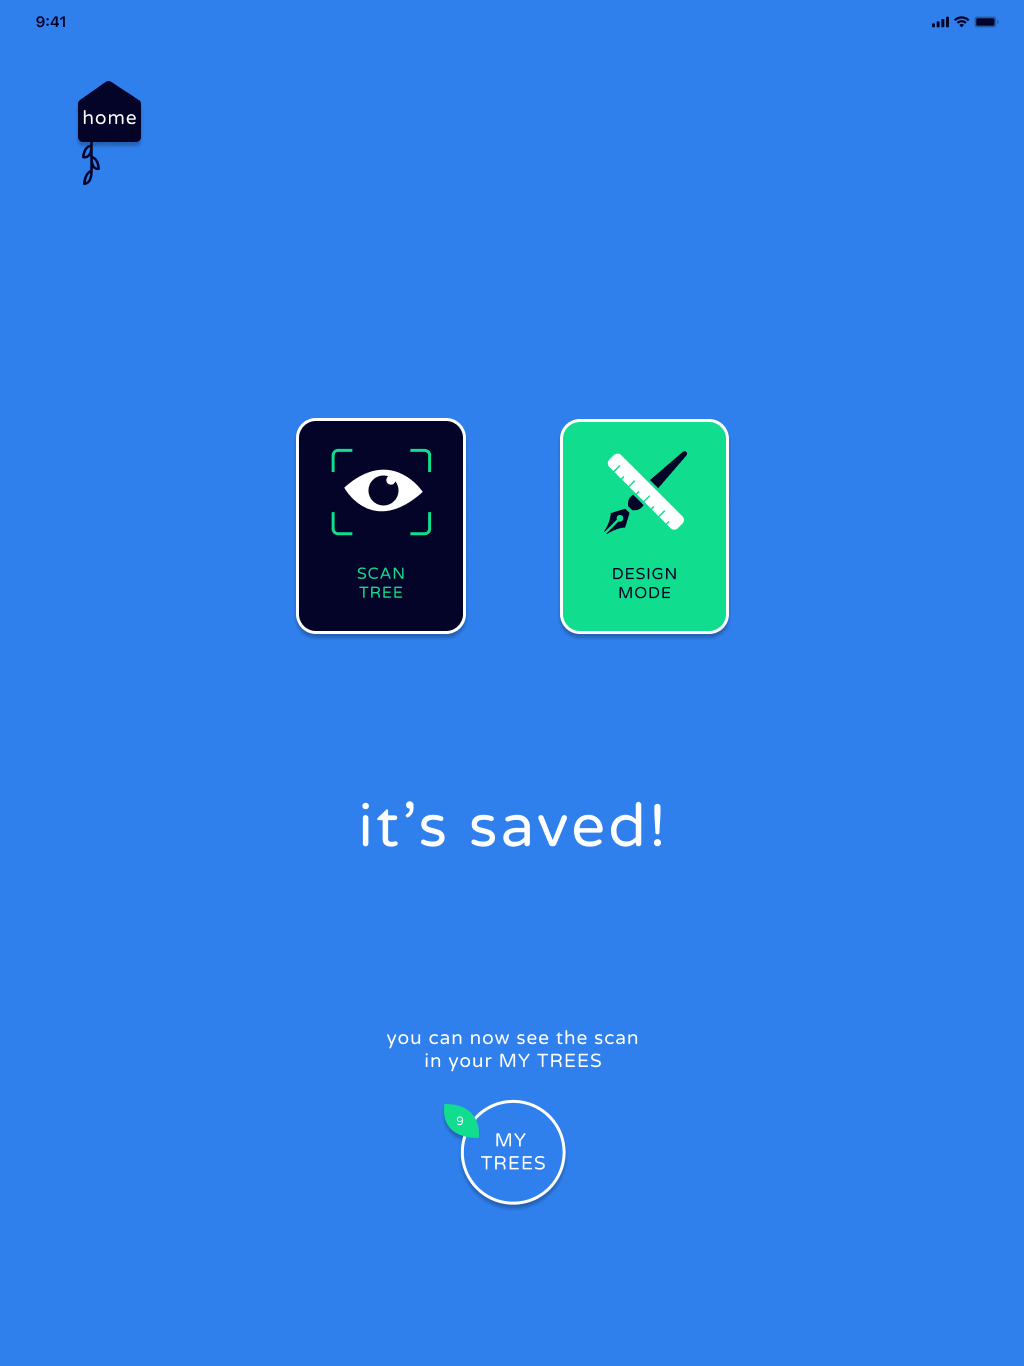 9:41
home
SCAN
TREE
DESIGN
MODE
it’s saved!
you can now see the scan
in your MY TREES
9
MY
TREES